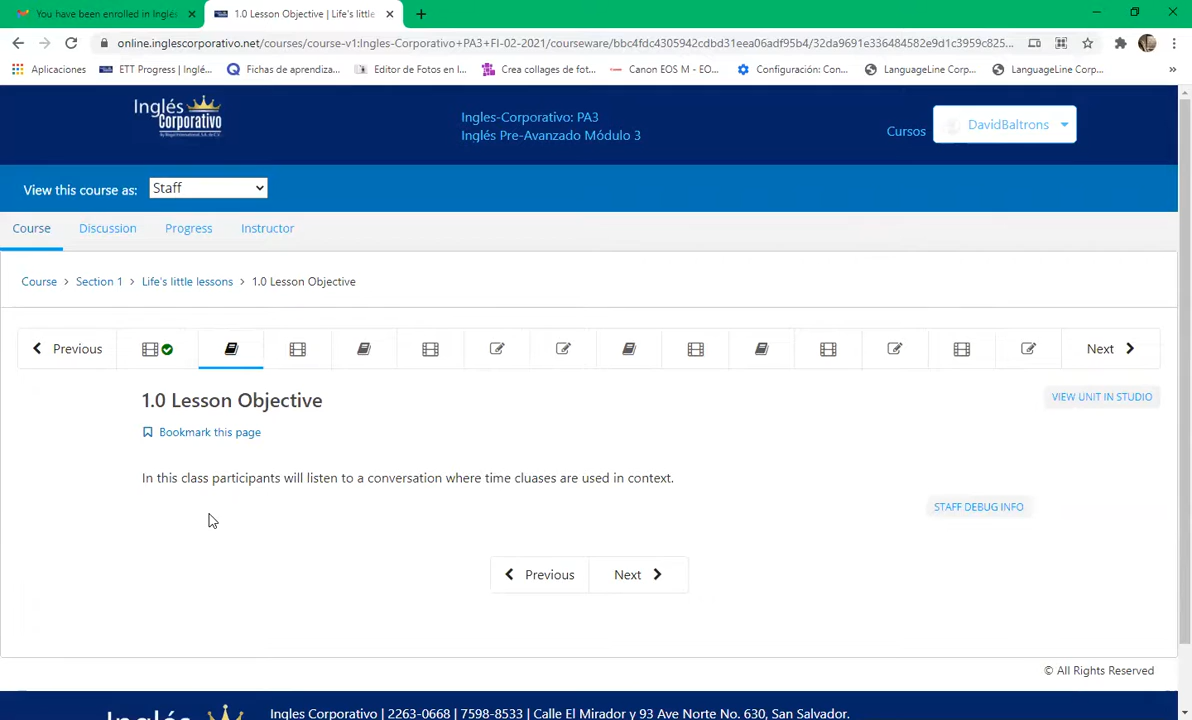 You have been enrolled in Inglés
1.0 Lesson Objective | Life's little
online.inglescorporativo.net/courses/course-v1:Ingles-Corporativo+PA3+FI-02-2021/courseware/bbc4fdc4305942cdbd31eea06adf95b4/32da9691e336484582e9d1c3959c825...
Aplicaciones
ETT Progress | Inglé...
Fichas de aprendiza...
Editor de Fotos en l...
Crea collages de fot...
Canon EOS M - EO...
Configuración: Con...
LanguageLine Corp...
LanguageLine Corp...
»
Inglés
Corporativo
Ingles-Corporativo: PA3
Inglés Pre-Avanzado Módulo 3
Cursos
DavidBaltrons
View this course as:
Staff
Course
Discussion
Progress
Instructor
Course > Section 1 > Life's little lessons > 1.0 Lesson Objective
Previous
Next
1.0 Lesson Objective
VIEW UNIT IN STUDIO
Bookmark this page
In this class participants will listen to a conversation where time cluases are used in context.
STAFF DEBUG INFO
Previous
Next
© All Rights Reserved
Inglés
Ingles Corporativo | 2263-0668 | 7598-8533 | Calle El Mirador y 93 Ave Norte No. 630, San Salvador.